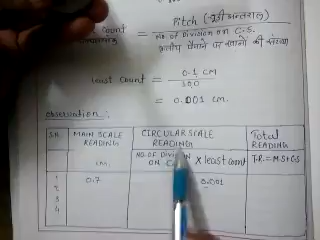 Pitch (चूड़ी अन्तराल)
Count = NO. OF DIVISION ON C.S.
वृत्तीय पैमाने पर खानों की संख्या
Least Count = 0.1 CM
100
= 0.001 CM.
Observation:
S.N. MAIN SCALE READING CIRCULAR SCALE READING Total READING
CM. NO. OF DIVISION ON X least count T.R.= M.S+C.S
1 0.7 0.001
2
3
4